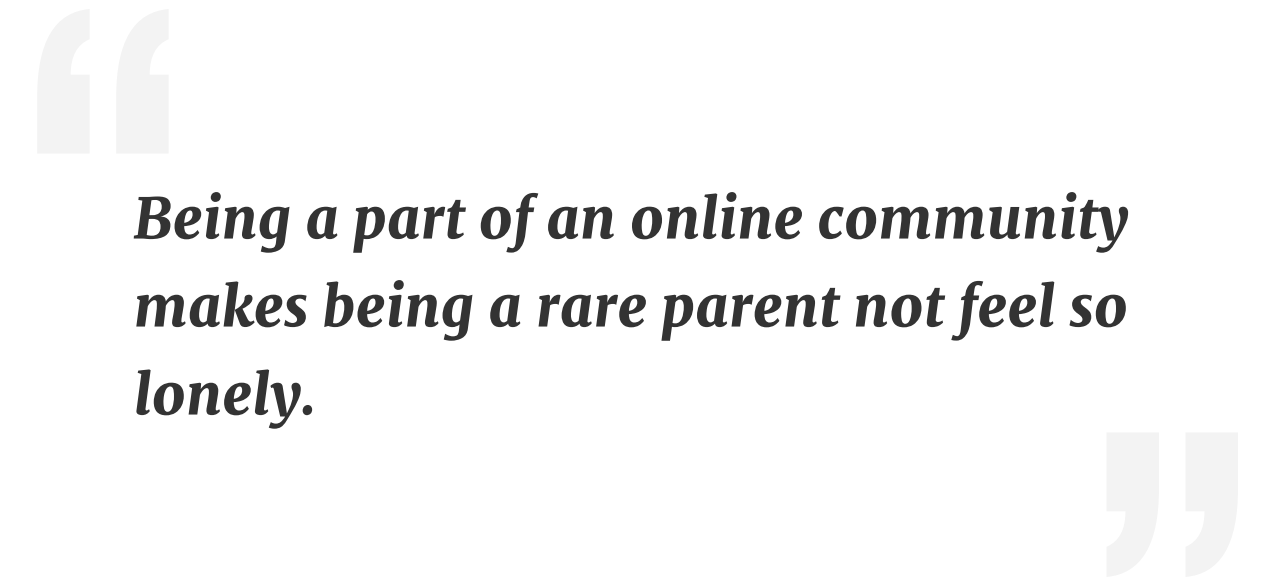 Being a part of an online community
makes being a rare parent not feel so
lonely.